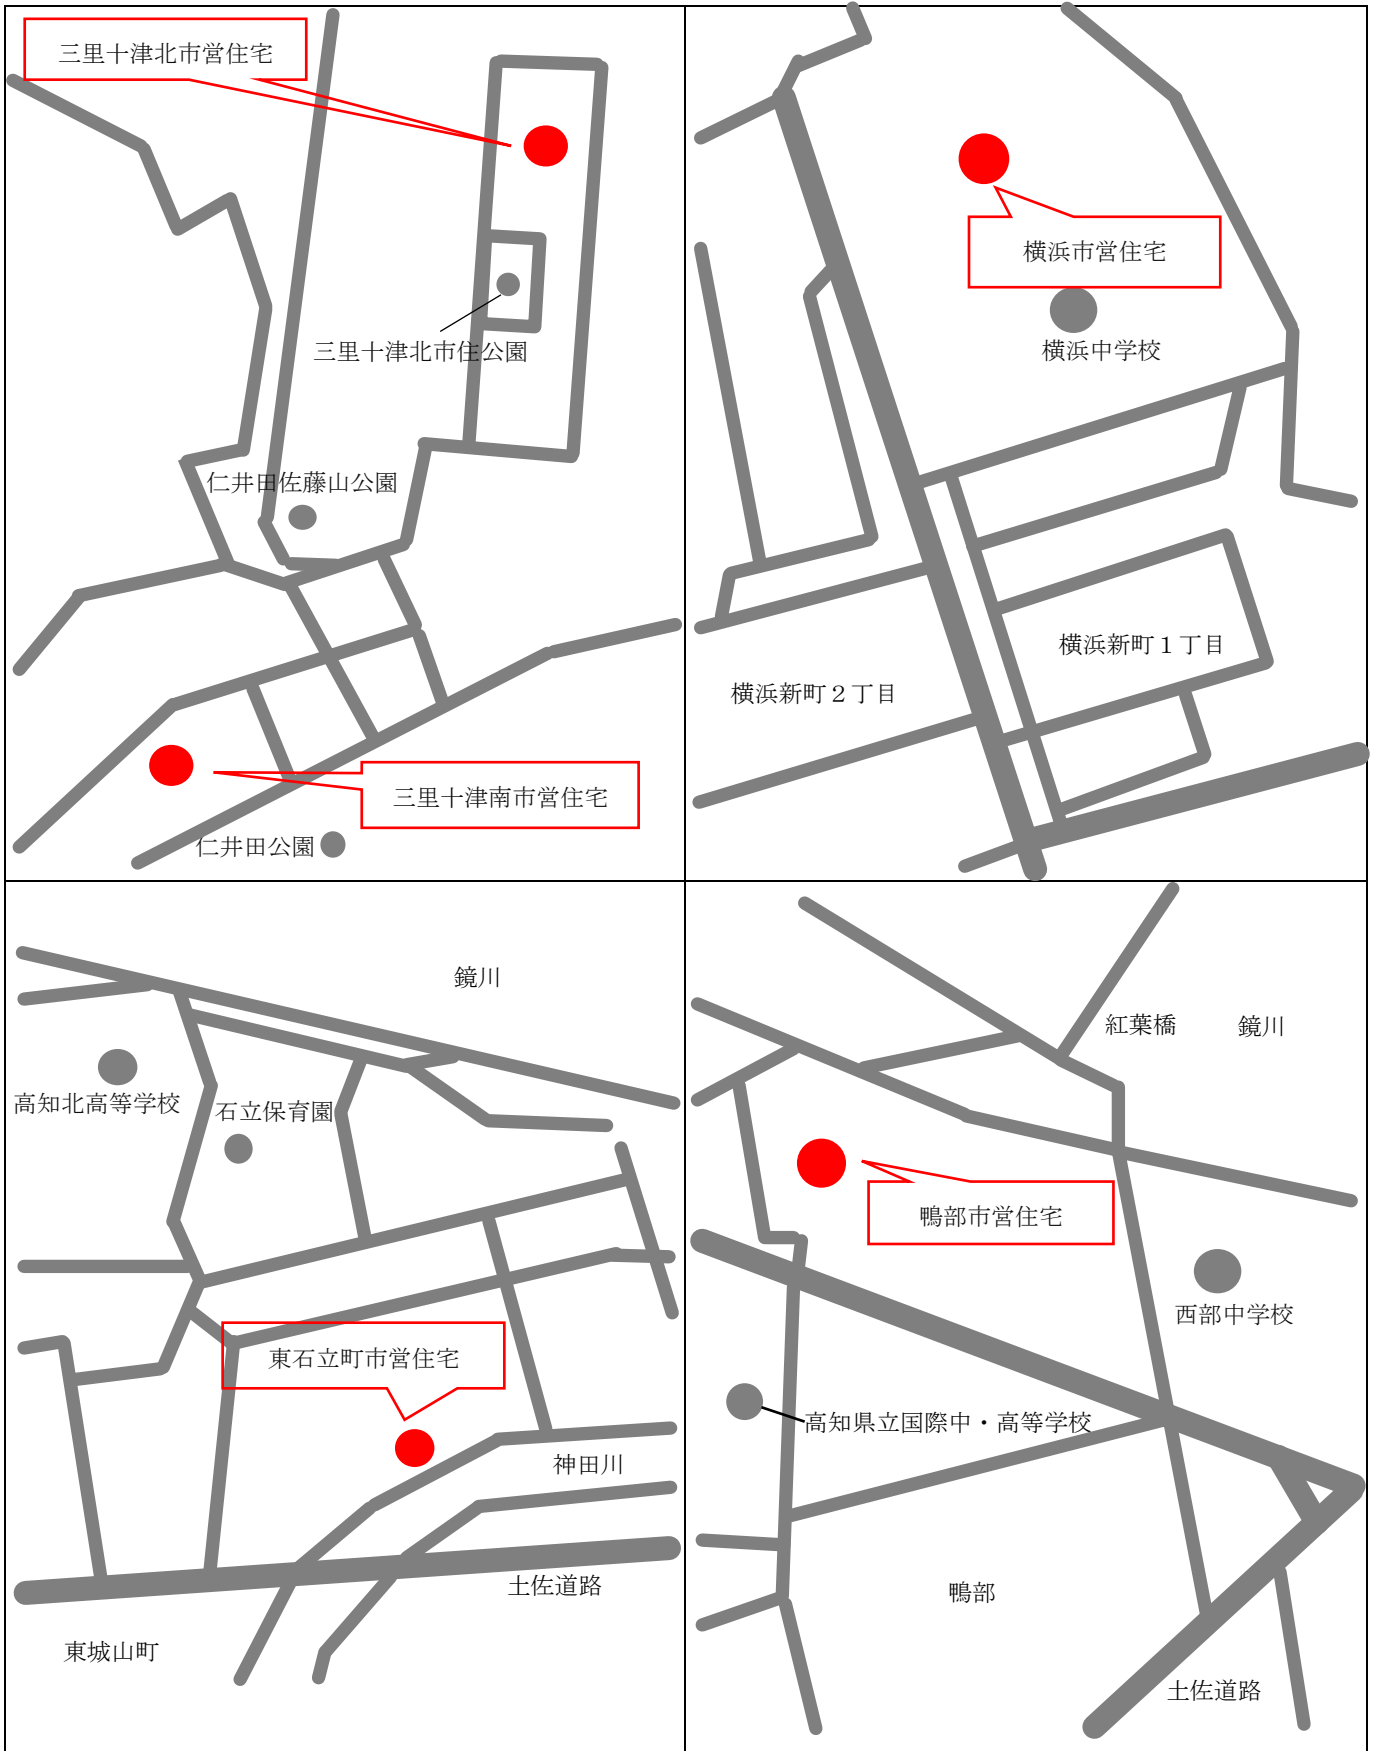 三里十津北市営住宅
三里十津北市住公園
仁井田佐藤山公園
三里十津南市営住宅
仁井田公園
横浜市営住宅
横浜中学校
横浜新町１丁目
横浜新町２丁目
鏡川
高知北高等学校
石立保育園
東石立町市営住宅
神田川
土佐道路
東城山町
紅葉橋
鏡川
鴨部市営住宅
西部中学校
高知県立国際中・高等学校
鴨部
土佐道路